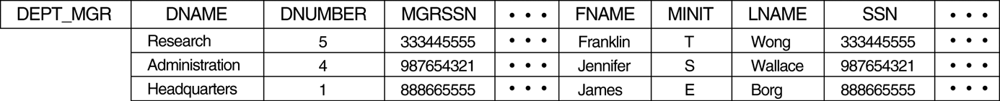 DEPT_MGR DNAME DNUMBER MGRSSN • • • FNAME MINIT LNAME SSN • • •
Research 5 333445555 • • • Franklin T Wong 333445555 • • •
Administration 4 987654321 • • • Jennifer S Wallace 987654321 • • •
Headquarters 1 888665555 • • • James E Borg 888665555 • • •